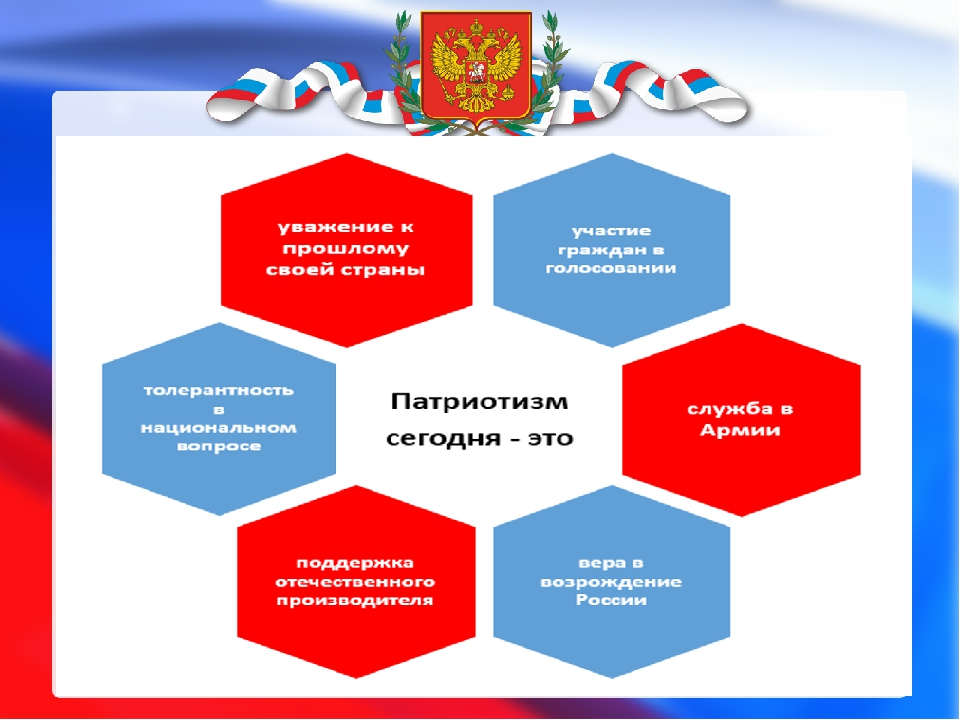 уважение к
прошлому
своей страны
участие
граждан в
голосовании
толерантность
в
национальном
вопросе
Патриотизм
сегодня - это
служба в
Армии
поддержка
отечественного
производителя
вера в
возрождение
России